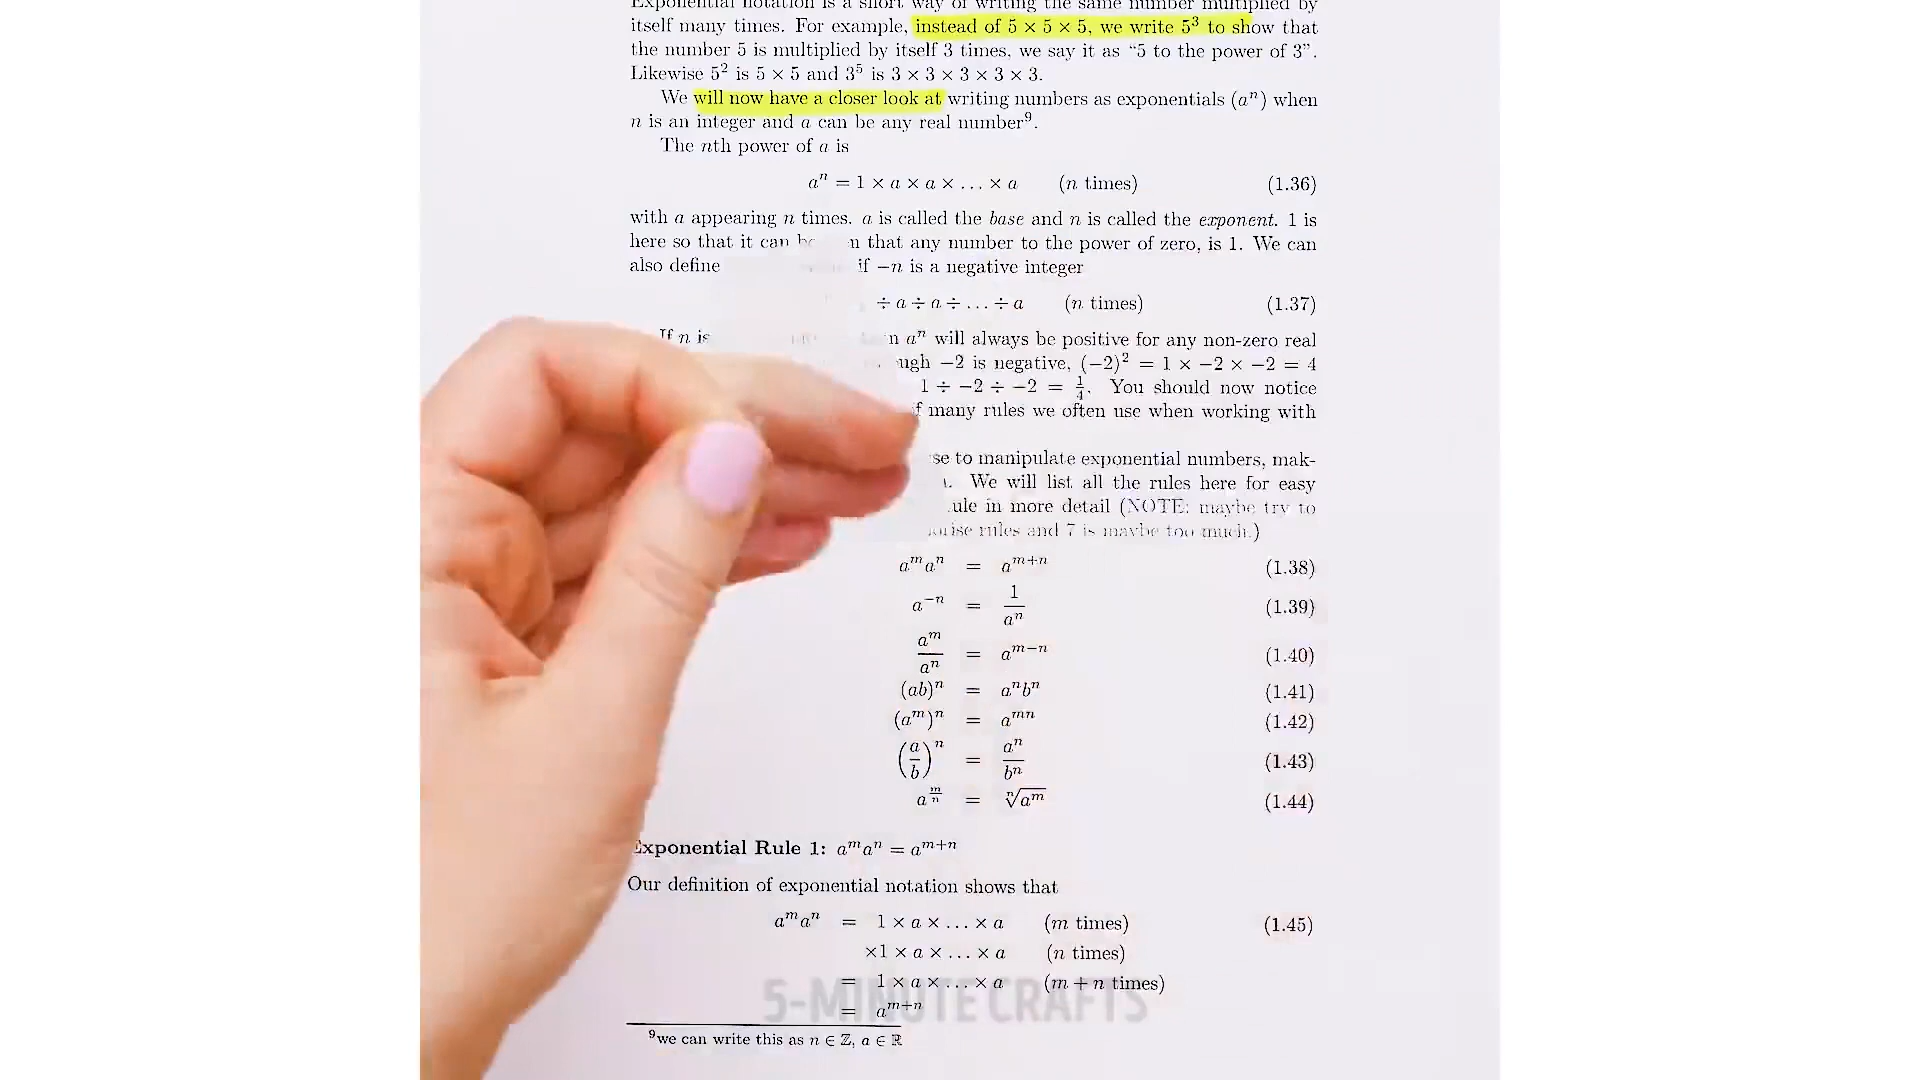 Exponential notation is a short way of writing the same number multiplied by
itself many times. For example, instead of 5 × 5 × 5, we write 5³ to show that
the number 5 is multiplied by itself 3 times, we say it as “5 to the power of 3”.
Likewise 5² is 5 × 5 and 3⁵ is 3 × 3 × 3 × 3 × 3.
We will now have a closer look at writing numbers as exponentials (aⁿ) when
n is an integer and a can be any real number⁹.
The nth power of a is
aⁿ = 1 × a × a × . . . × a (n times) (1.36)
with a appearing n times. a is called the base and n is called the exponent. 1 is
here so that it can that any number to the power of zero, is 1. We can
also define if −n is a negative integer
÷ a ÷ a ÷ . . . ÷ a (n times) (1.37)
If n is aⁿ will always be positive for any non-zero real
−2 is negative, (−2)² = 1 × −2 × −2 = 4
1 ÷ −2 ÷ −2 = 1/4. You should now notice
many rules we often use when working with
to manipulate exponential numbers, mak-
We will list all the rules here for easy
in more detail (NOTE: maybe try to
rules and 7 is maybe too much.)
aᵐaⁿ = aᵐ⁺ⁿ (1.38)
a⁻ⁿ = 1/aⁿ (1.39)
aᵐ/aⁿ = aᵐ⁻ⁿ (1.40)
(ab)ⁿ = aⁿbⁿ (1.41)
(aᵐ)ⁿ = aᵐⁿ (1.42)
(a/b)ⁿ = aⁿ/bⁿ (1.43)
a^(m/n) = ⁿ√aᵐ (1.44)
Exponential Rule 1: aᵐaⁿ = aᵐ⁺ⁿ
Our definition of exponential notation shows that
aᵐaⁿ = 1 × a × . . . × a (m times) (1.45)
×1 × a × . . . × a (n times)
= 1 × a × . . . × a (m + n times)
= aᵐ⁺ⁿ
5-MINUTE CRAFTS
⁹we can write this as n ∈ ℤ, a ∈ ℝ